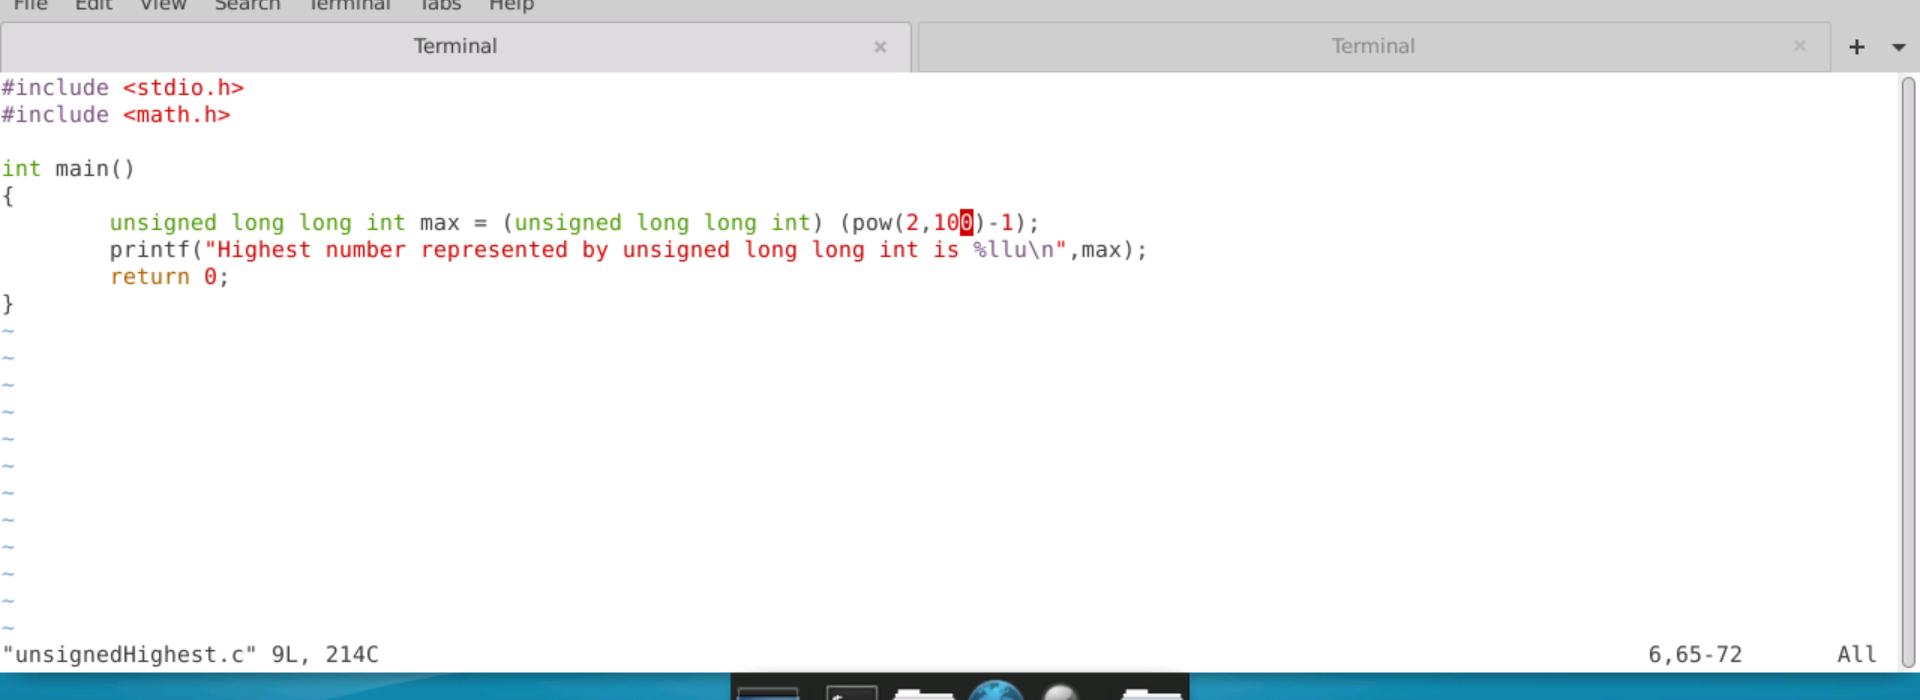 File Edit View Search Terminal Tabs Help
Terminal × Terminal × +
#include <stdio.h>
#include <math.h>
int main()
{
        unsigned long long int max = (unsigned long long int) (pow(2,100)-1);
        printf("Highest number represented by unsigned long long int is %llu\n",max);
        return 0;
}
~
~
~
~
~
~
~
~
~
~
~
~
"unsignedHighest.c" 9L, 214C 6,65-72 All